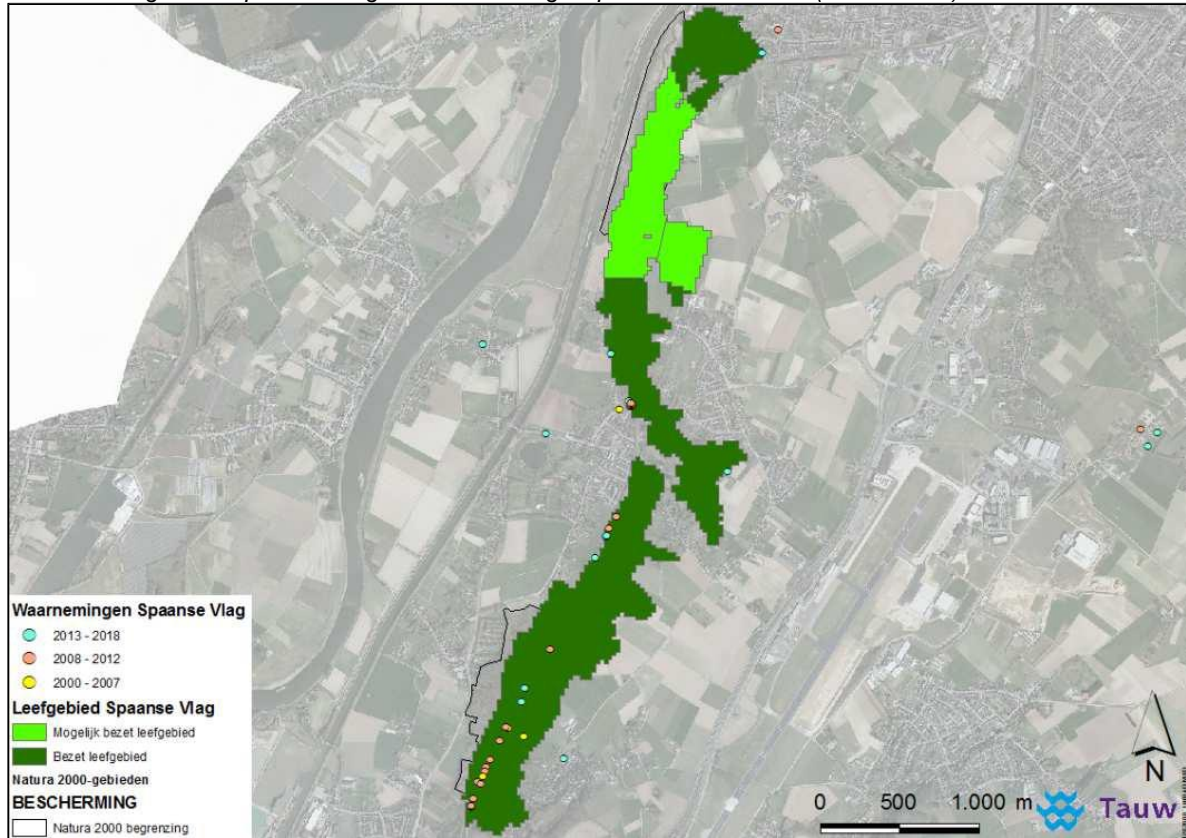 Waarnemingen Spaanse Vlag
2013 - 2018
2008 - 2012
2000 - 2007
Leefgebied Spaanse Vlag
Mogelijk bezet leefgebied
Bezet leefgebied
Natura 2000-gebieden
BESCHERMING
Natura 2000 begrenzing
N
0 500 1.000 m
Tauw